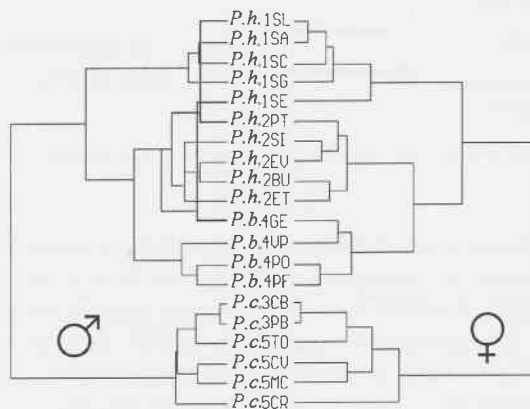 P.h.1SL
P.h.1SA
P.h.1SC
P.h.1SG
P.h.1SE
P.h.2PT
P.h.2SI
P.h.2EV
P.h.2BU
P.h.2ET
P.b.4GE
P.b.4VP
P.b.4PO
P.b.4PF
P.c.3CB
P.c.3PB
P.c.5TO
P.c.5CV
P.c.5MC
P.c.5CR